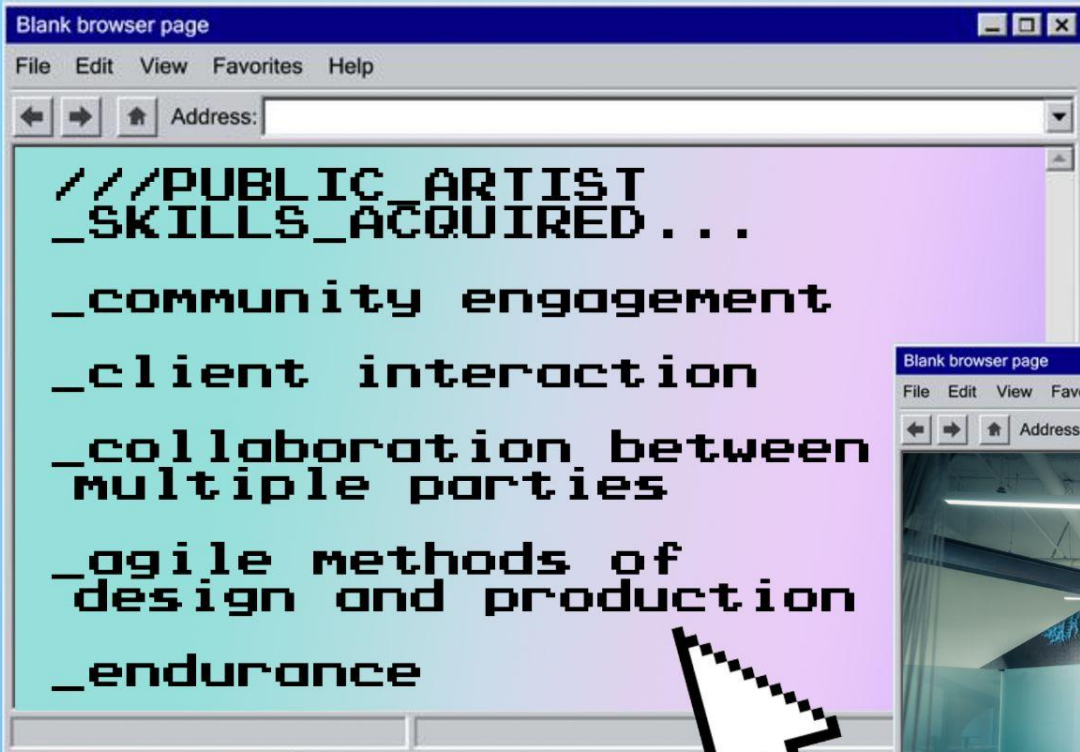 Blank browser page
File Edit View Favorites Help
Address:
///PUBLIC_ARTIST
_SKILLS_ACQUIRED...
_community engagement
_client interaction
_collaboration between
multiple parties
_agile methods of
design and production
_endurance
Blank browser page
File Edit View
Address